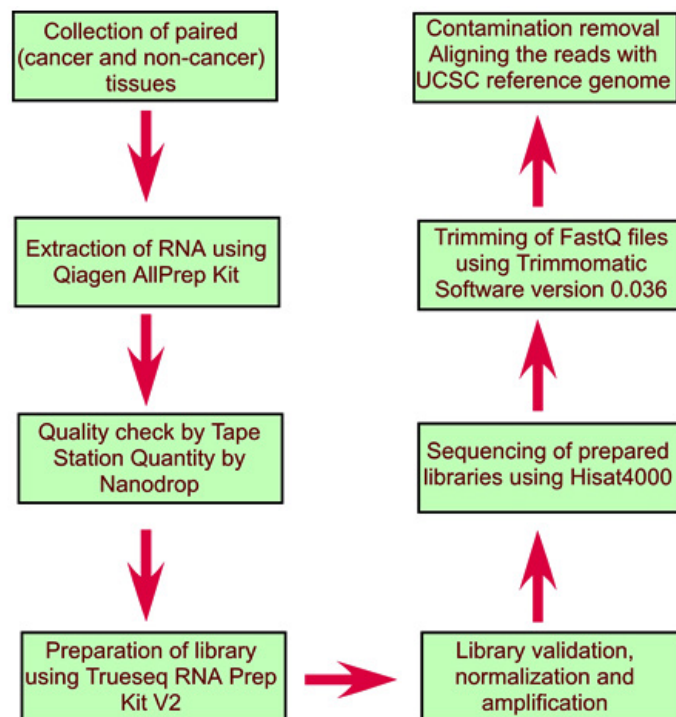 Collection of paired
(cancer and non-cancer)
tissues
Extraction of RNA using
Qiagen AllPrep Kit
Quality check by Tape
Station Quantity by
Nanodrop
Preparation of library
using Trueseq RNA Prep
Kit V2
Library validation,
normalization and
amplification
Sequencing of prepared
libraries using Hisat4000
Trimming of FastQ files
using Trimmomatic
Software version 0.036
Contamination removal
Aligning the reads with
UCSC reference genome